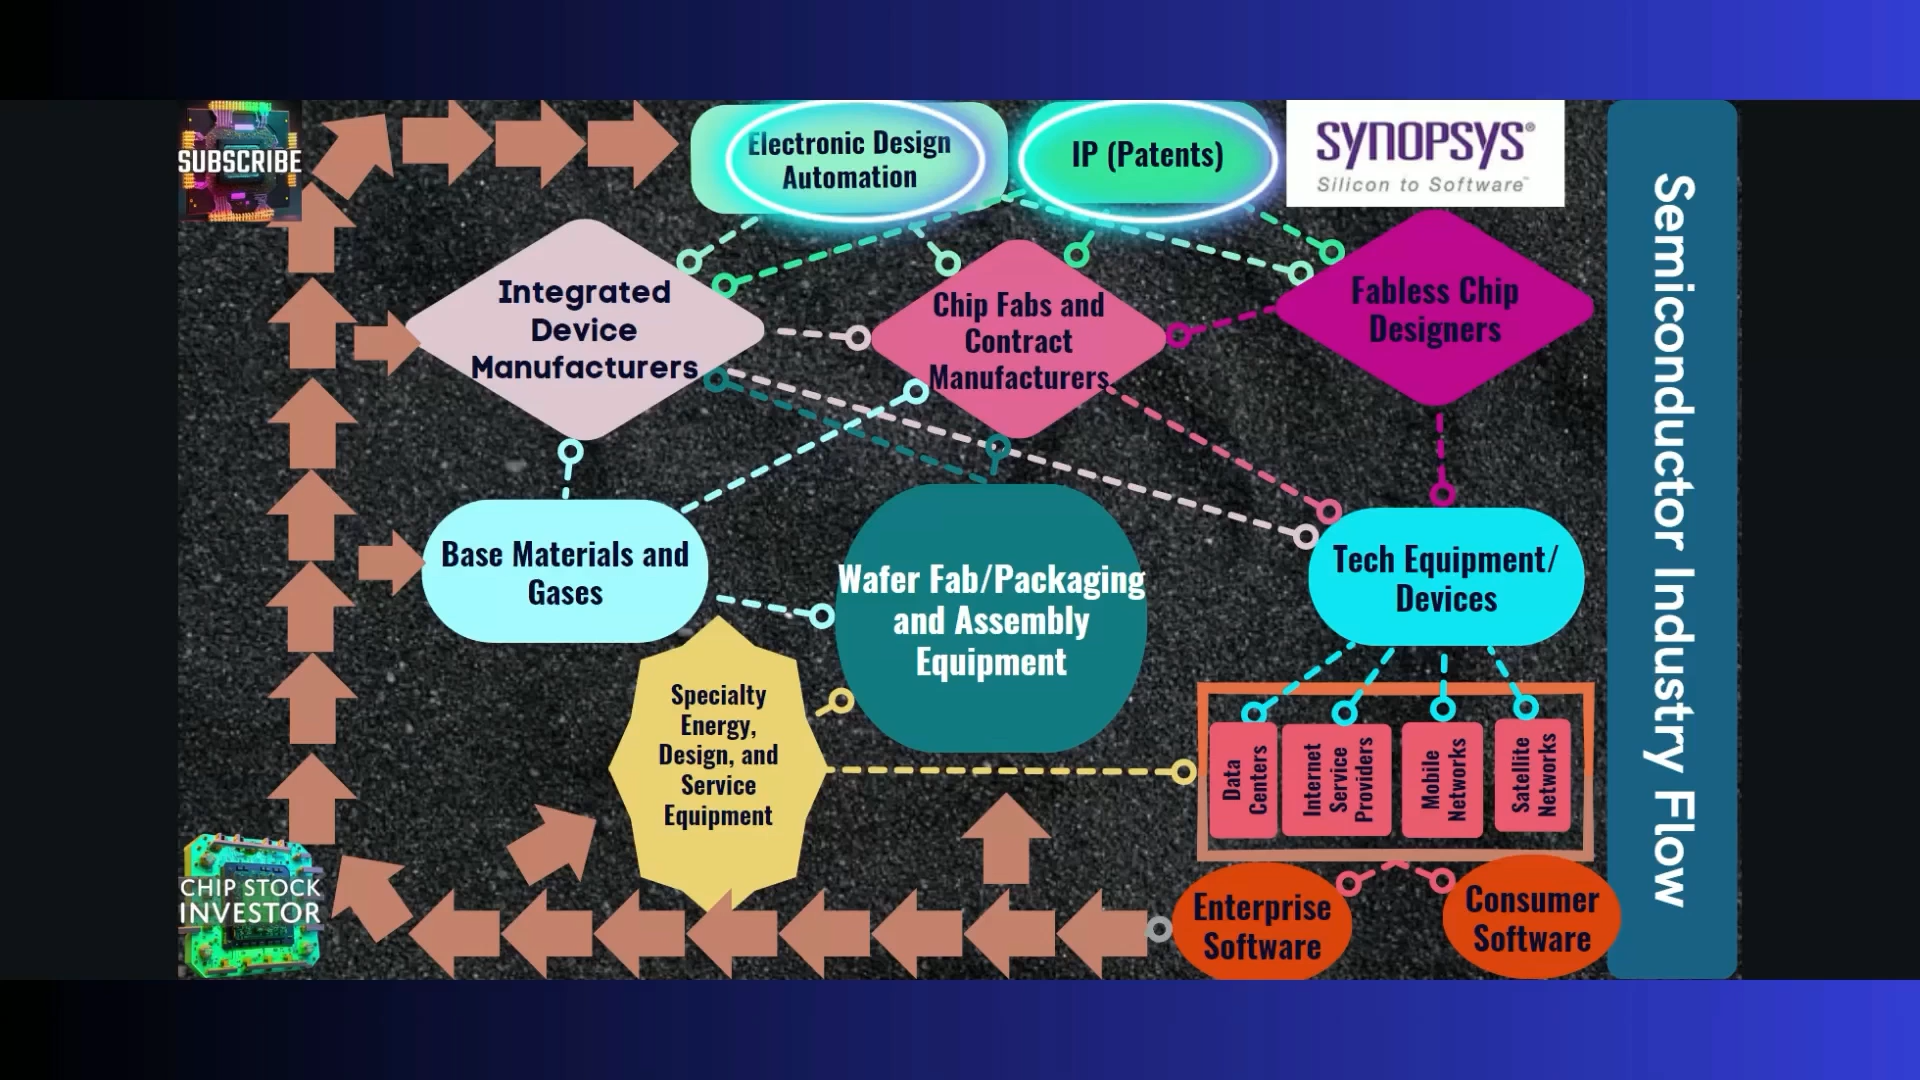 SUBSCRIBE
Electronic Design
Automation
IP (Patents)
SYNOPSYS®
Silicon to Software™
Integrated
Device
Manufacturers
Chip Fabs and
Contract
Manufacturers
Fabless Chip
Designers
Base Materials and
Gases
Wafer Fab/Packaging
and Assembly
Equipment
Tech Equipment/
Devices
Specialty
Energy,
Design, and
Service
Equipment
Data
Centers
Internet
Service
Providers
Mobile
Networks
Satellite
Networks
CHIP STOCK
INVESTOR
Enterprise
Software
Consumer
Software
Semiconductor Industry Flow